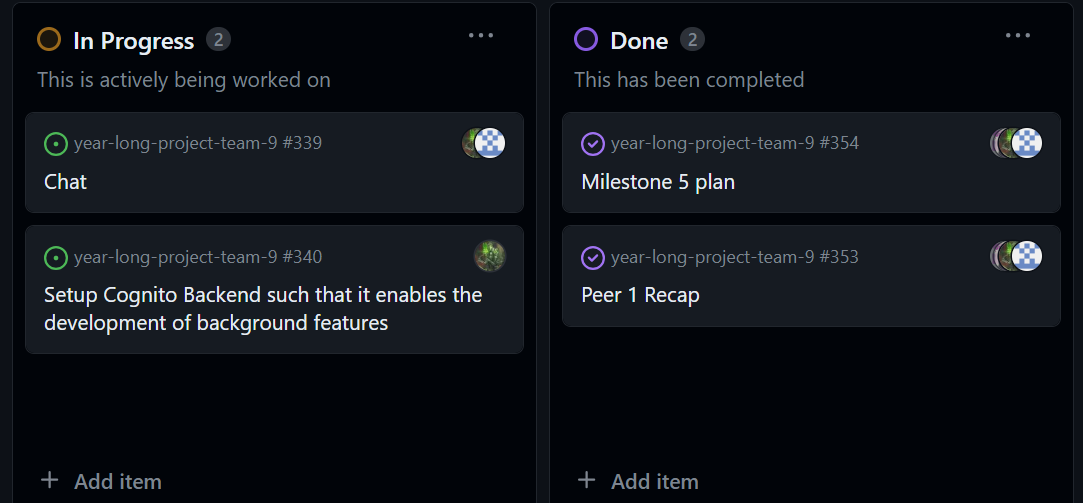 In Progress 2
This is actively being worked on
year-long-project-team-9 #339
Chat
year-long-project-team-9 #340
Setup Cognito Backend such that it enables the
development of background features
+ Add item
Done 2
This has been completed
year-long-project-team-9 #354
Milestone 5 plan
year-long-project-team-9 #353
Peer 1 Recap
+ Add item